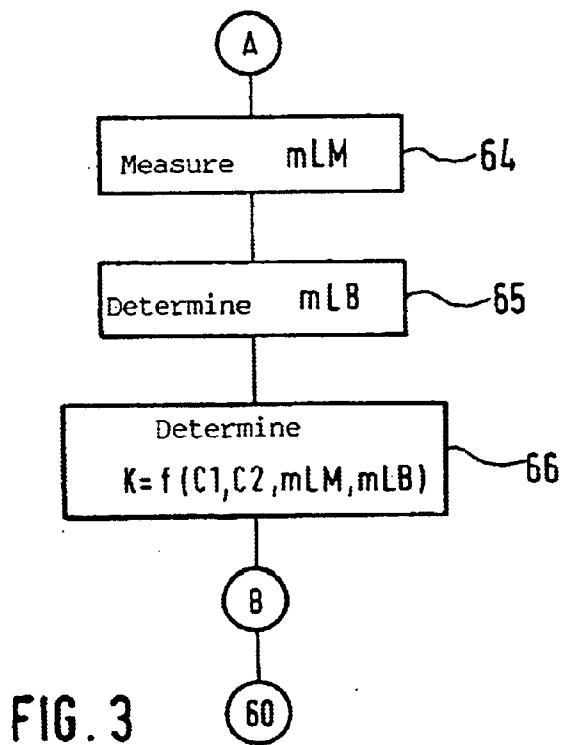 A
Measure mLM 64
Determine mLB 65
Determine
K=f(C1,C2,mLM,mLB) 66
B
60
FIG. 3